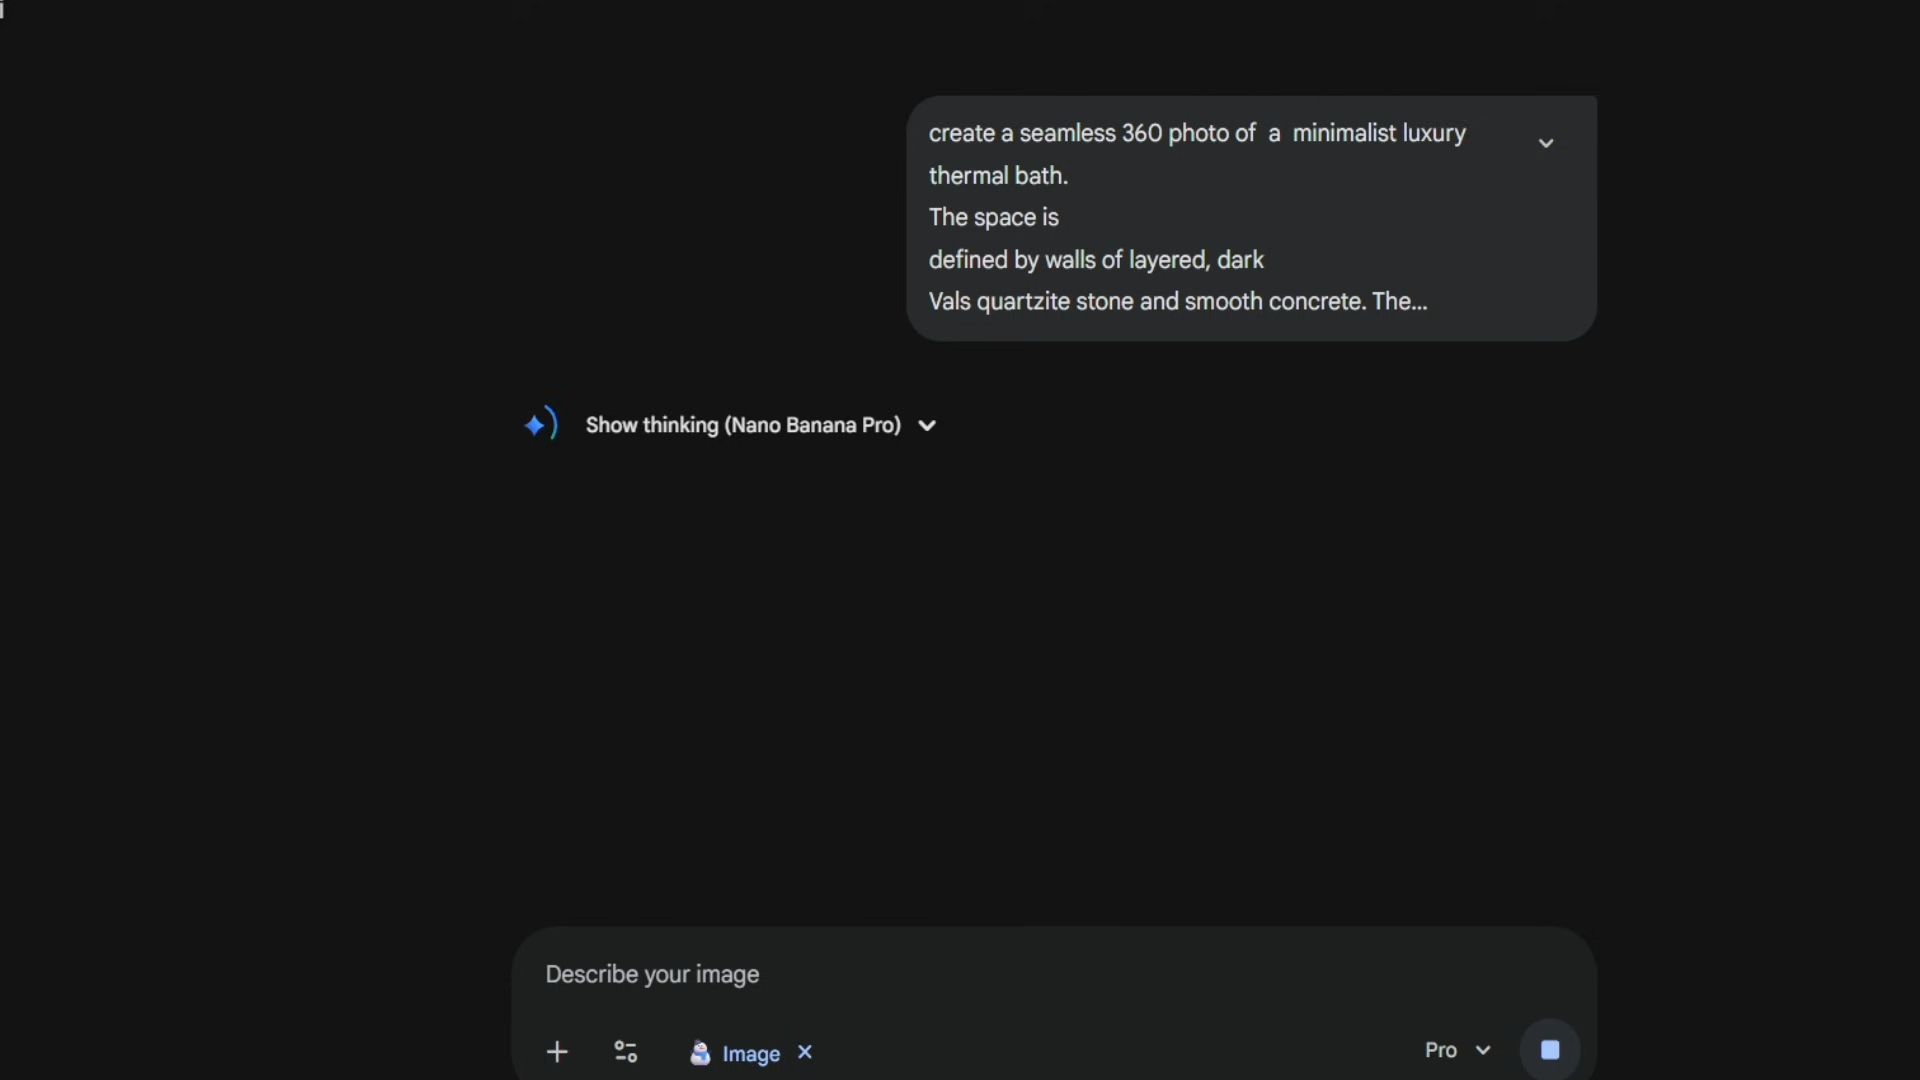 create a seamless 360 photo of a minimalist luxury
thermal bath.
The space is
defined by walls of layered, dark
Vals quartzite stone and smooth concrete. The...
Show thinking (Nano Banana Pro)
Describe your image
Image
Pro